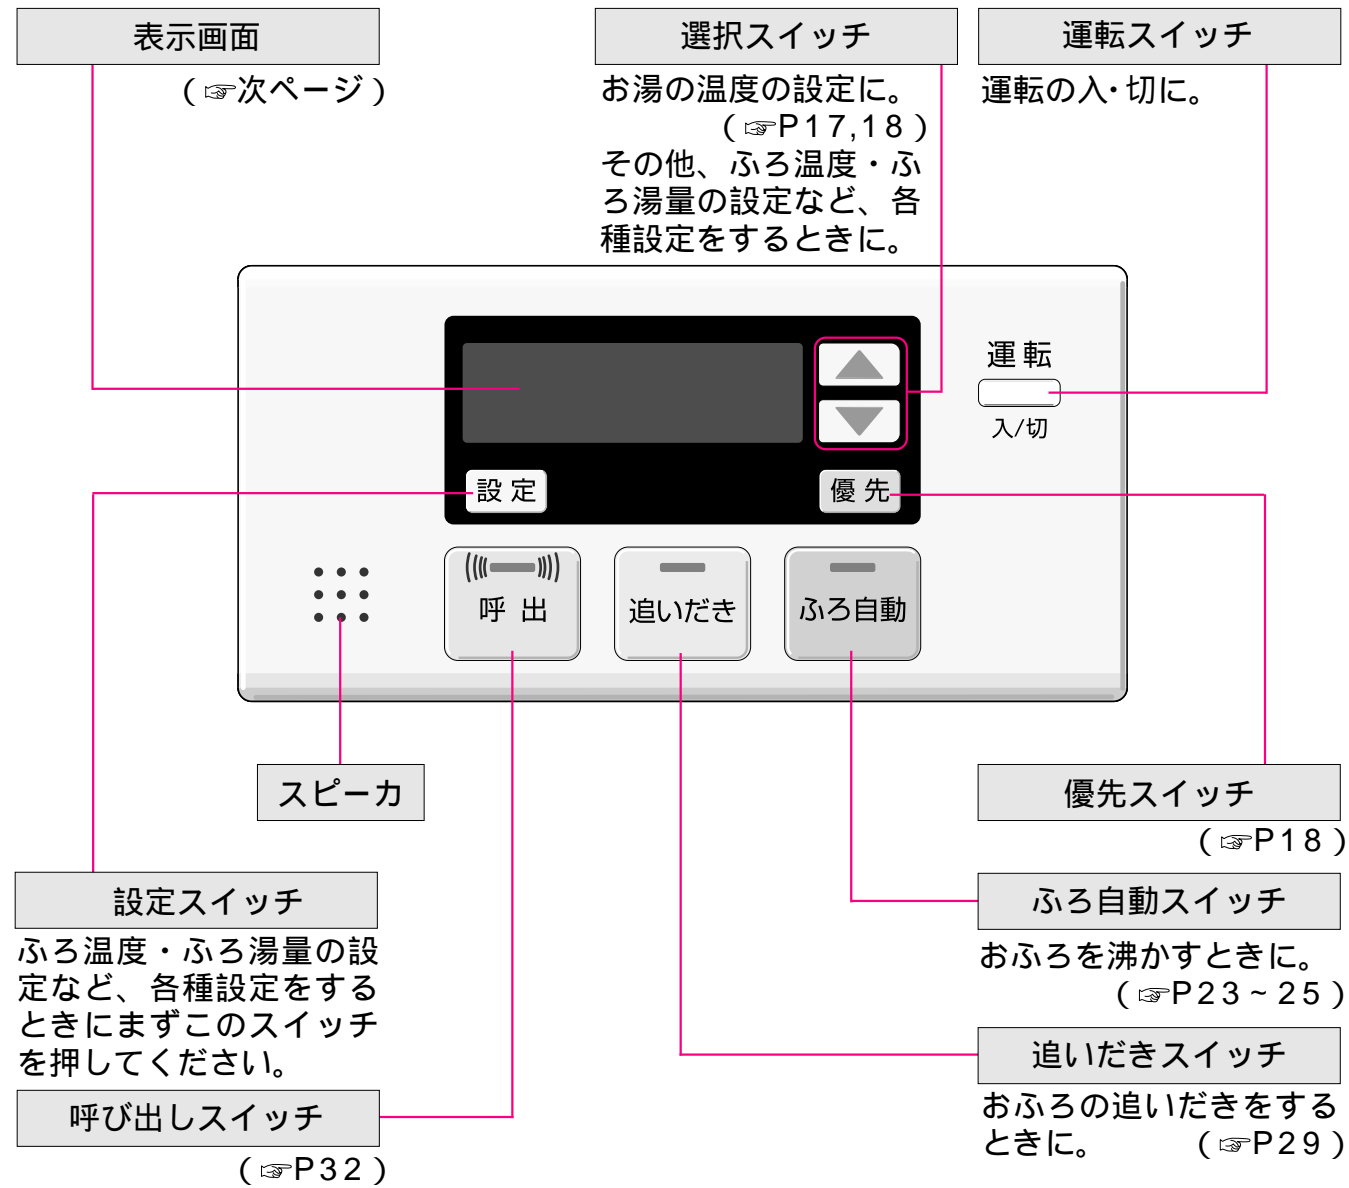 表示画面
(☞次ページ)
選択スイッチ
お湯の温度の設定に。
(☞P17,18)
その他、ふろ温度・ふ
ろ湯量の設定など、各
種設定をするときに。
運転スイッチ
運転の入・切に。
運転
入/切
設定
優先
呼出
追いだき
ふろ自動
スピーカ
優先スイッチ
(☞P18)
設定スイッチ
ふろ温度・ふろ湯量の設
定など、各種設定をする
ときにまずこのスイッチ
を押してください。
ふろ自動スイッチ
おふろを沸かすときに。
(☞P23~25)
追いだきスイッチ
おふろの追いだきをする
ときに。 (☞P29)
呼び出しスイッチ
(☞P32)